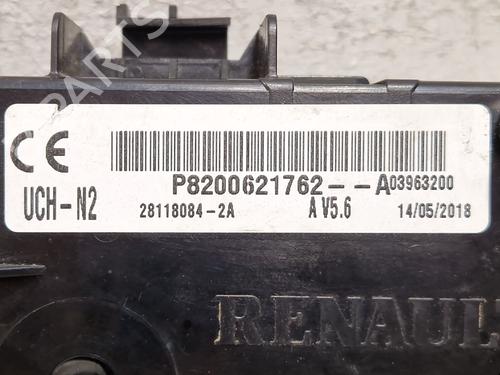 CE
P8200621762--A03963200
UCH-N2
28118084-2A
A V5.6
14/05/2018
RENAUL